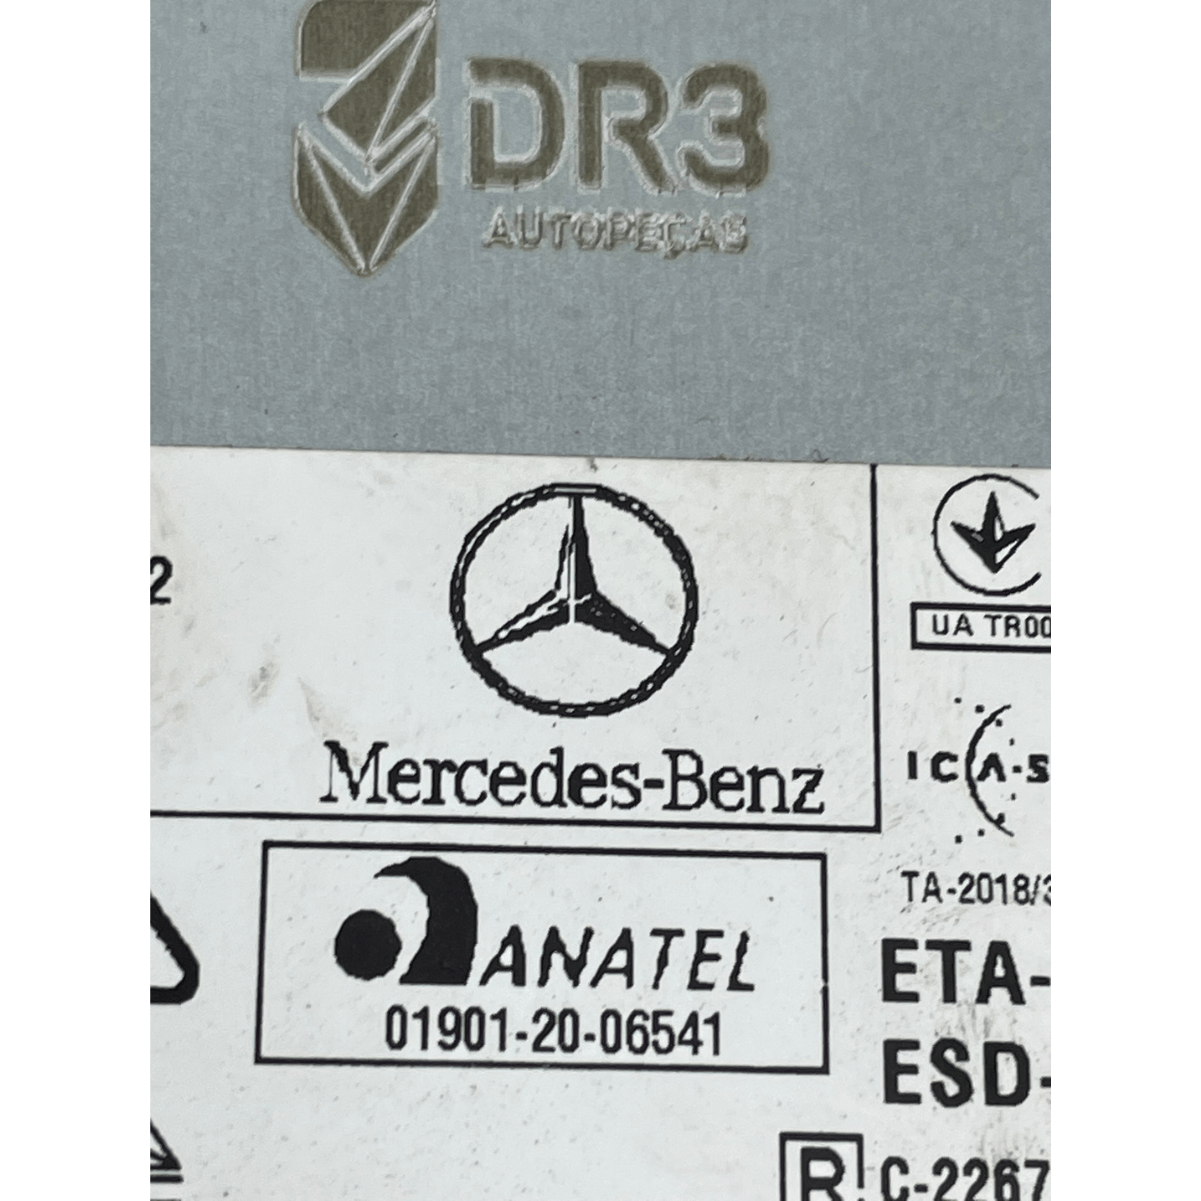 DR3
AUTOPEÇAS
2
UA TR00
Mercedes-Benz
ICA-S
TA-2018/3
ANATEL
01901-20-06541
ETA-
ESD-
R C-2267